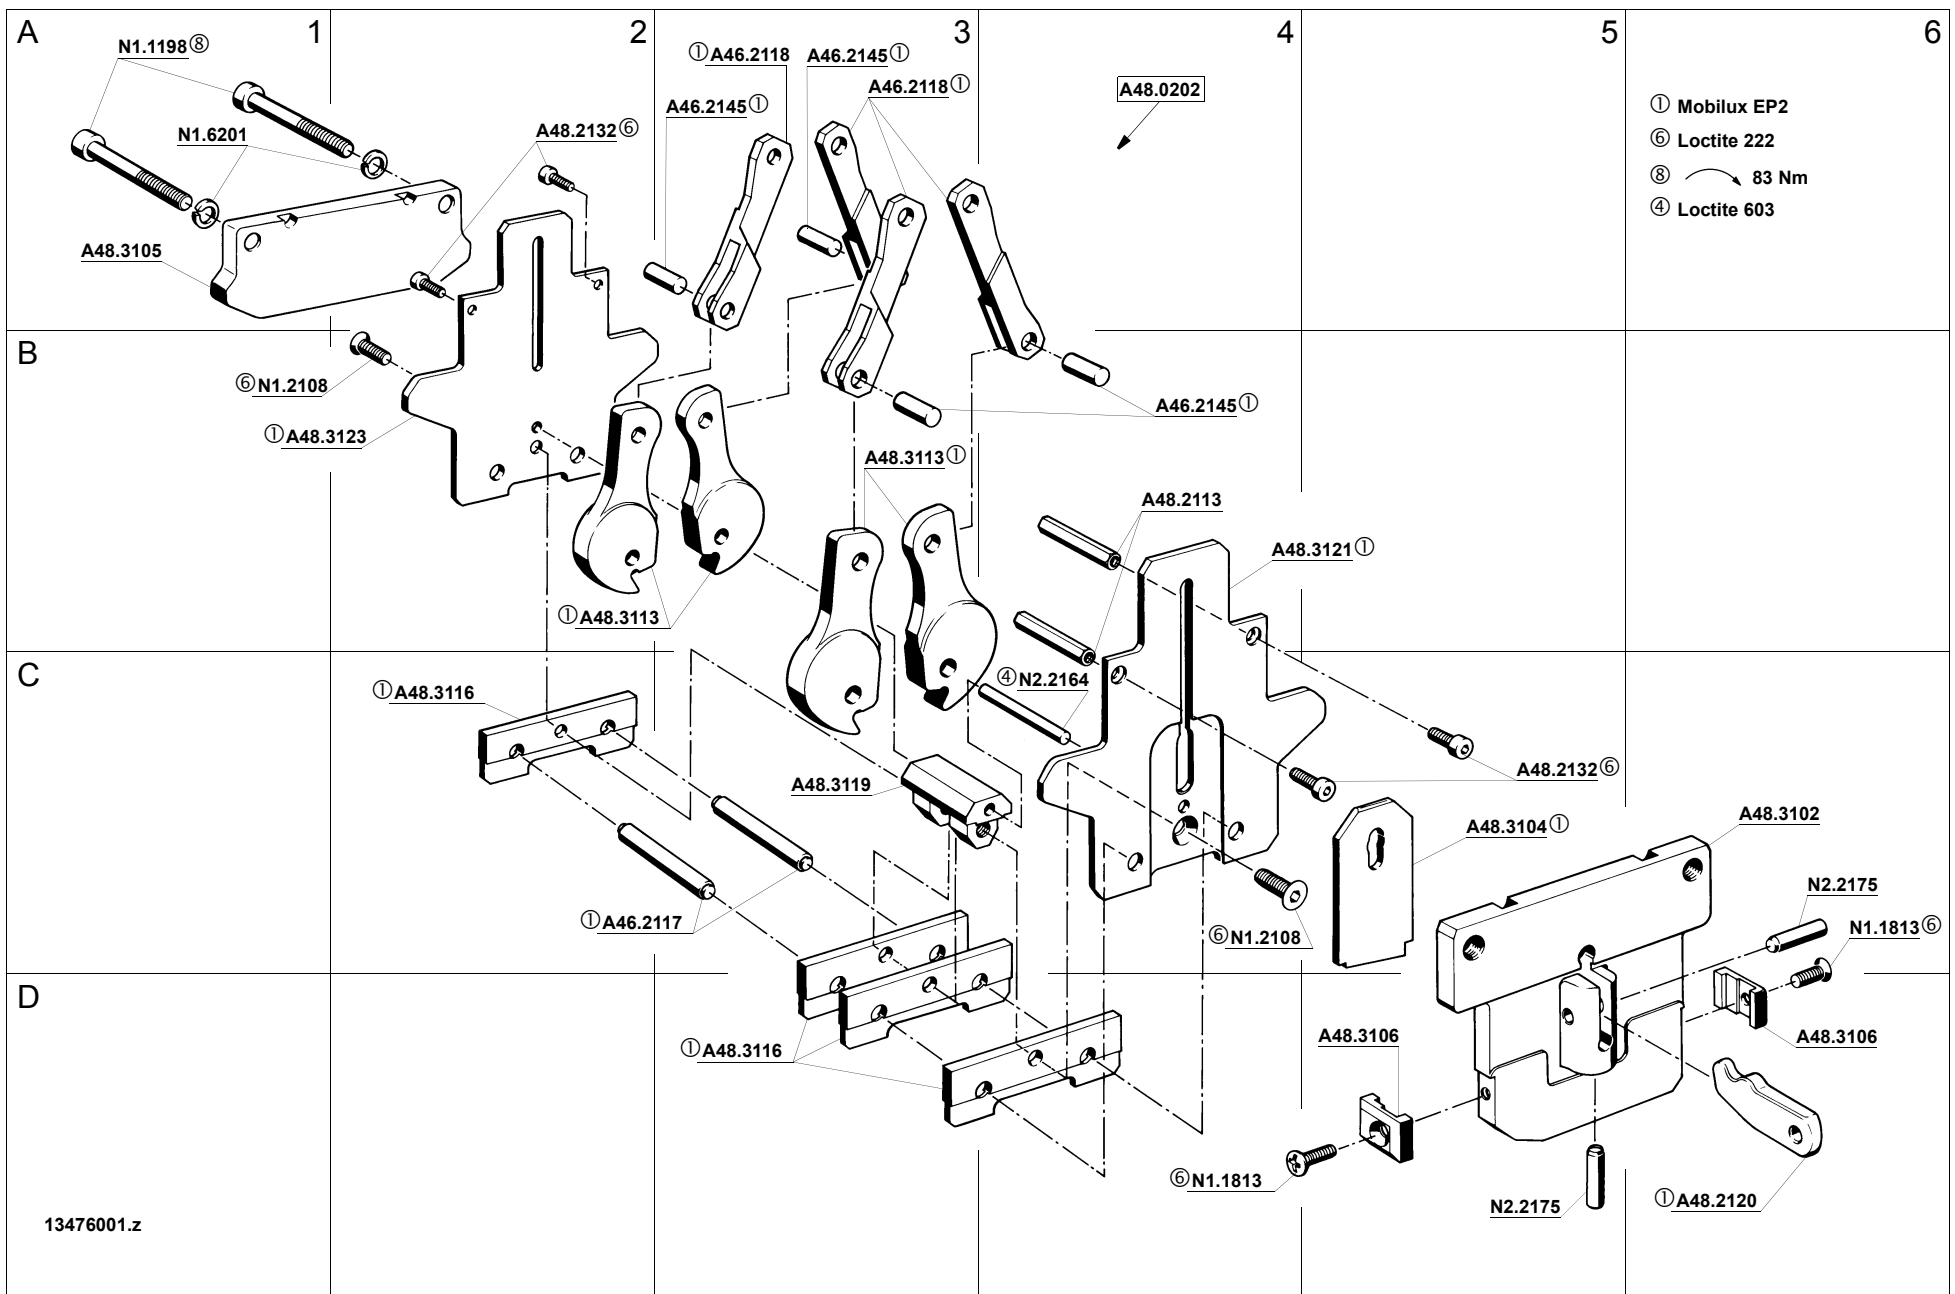 A 1 2 3 4 5 6
N1.1198⑧
①A46.2118
A46.2145①
A46.2118①
A48.0202
① Mobilux EP2
A46.2145①
N1.6201
A48.2132⑥
⑥ Loctite 222
⑧ 83 Nm
④ Loctite 603
A48.3105
B
⑥N1.2108
A46.2145①
①A48.3123
A48.3113①
A48.2113
A48.3121①
①A48.3113
C
①A48.3116
④N2.2164
A48.3119
A48.2132⑥
A48.3104①
A48.3102
N2.2175
①A46.2117
⑥N1.2108
N1.1813⑥
D
①A48.3116
A48.3106
A48.3106
⑥N1.1813
N2.2175
①A48.2120
13476001.z